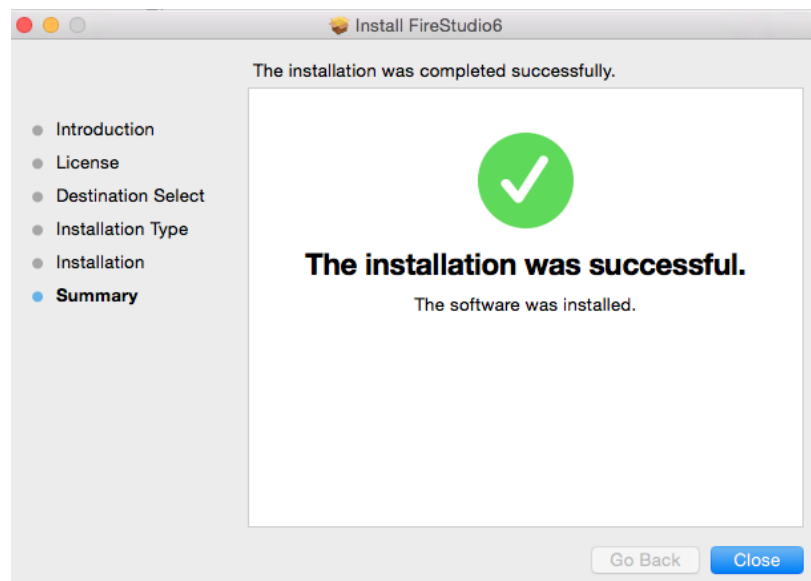 Install FireStudio6
The installation was completed successfully.
Introduction
License
Destination Select
Installation Type
Installation
Summary
The installation was successful.
The software was installed.
Go Back
Close